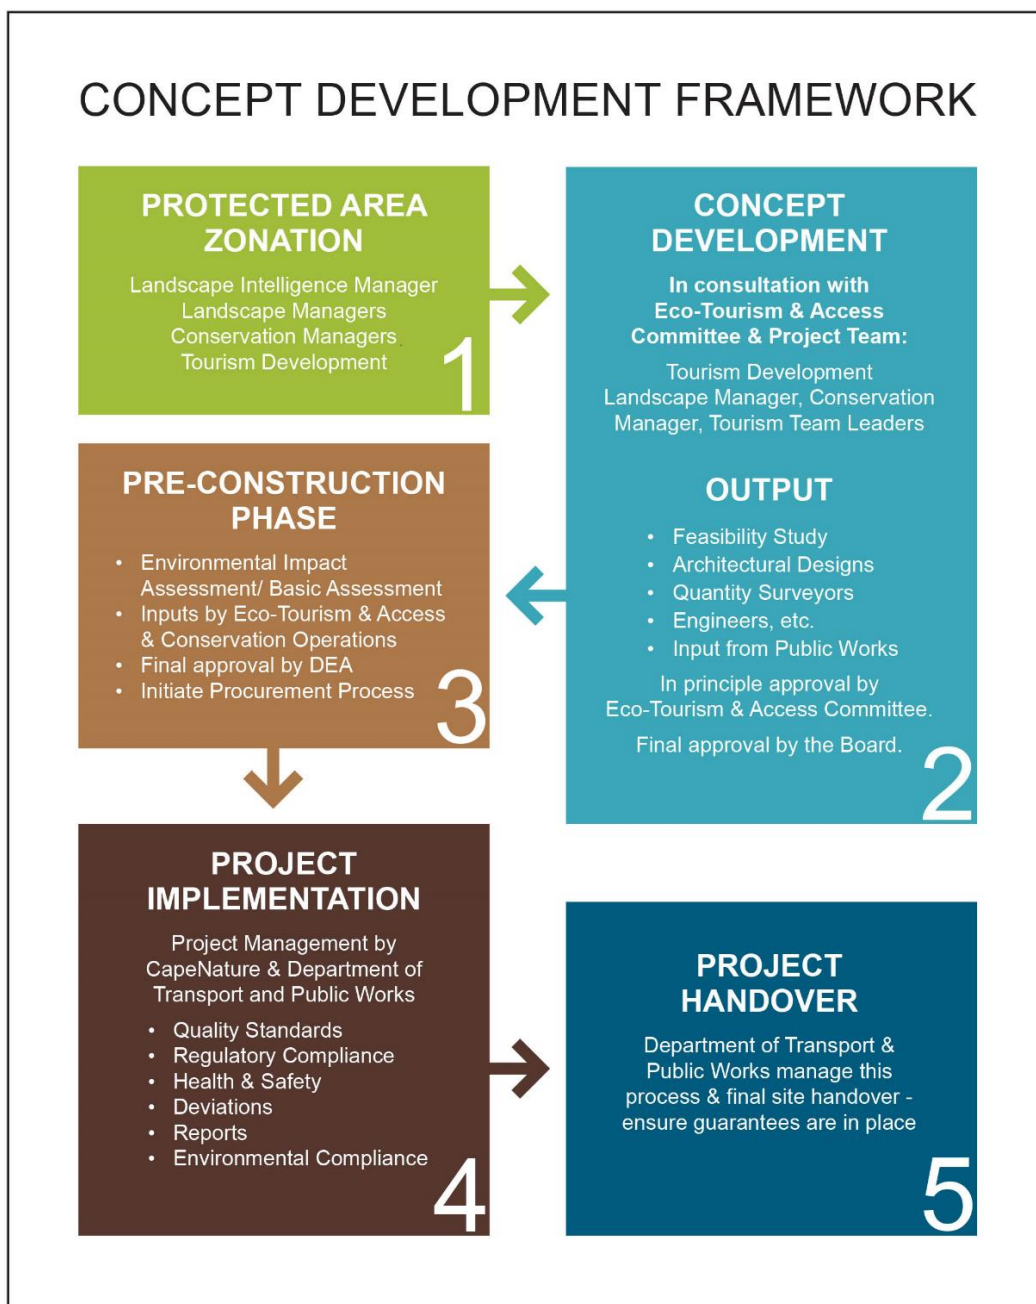 CONCEPT DEVELOPMENT FRAMEWORK
PROTECTED AREA
ZONATION
Landscape Intelligence Manager
Landscape Managers
Conservation Managers
Tourism Development
1
CONCEPT
DEVELOPMENT
In consultation with
Eco-Tourism & Access
Committee & Project Team:
Tourism Development
Landscape Manager, Conservation
Manager, Tourism Team Leaders
OUTPUT
• Feasibility Study
• Architectural Designs
• Quantity Surveyors
• Engineers, etc.
• Input from Public Works
In principle approval by
Eco-Tourism & Access Committee.
Final approval by the Board.
2
PRE-CONSTRUCTION
PHASE
• Environmental Impact
Assessment/ Basic Assessment
• Inputs by Eco-Tourism & Access
& Conservation Operations
• Final approval by DEA
• Initiate Procurement Process
3
PROJECT
IMPLEMENTATION
Project Management by
CapeNature & Department of
Transport and Public Works
• Quality Standards
• Regulatory Compliance
• Health & Safety
• Deviations
• Reports
• Environmental Compliance
4
PROJECT
HANDOVER
Department of Transport &
Public Works manage this
process & final site handover -
ensure guarantees are in place
5